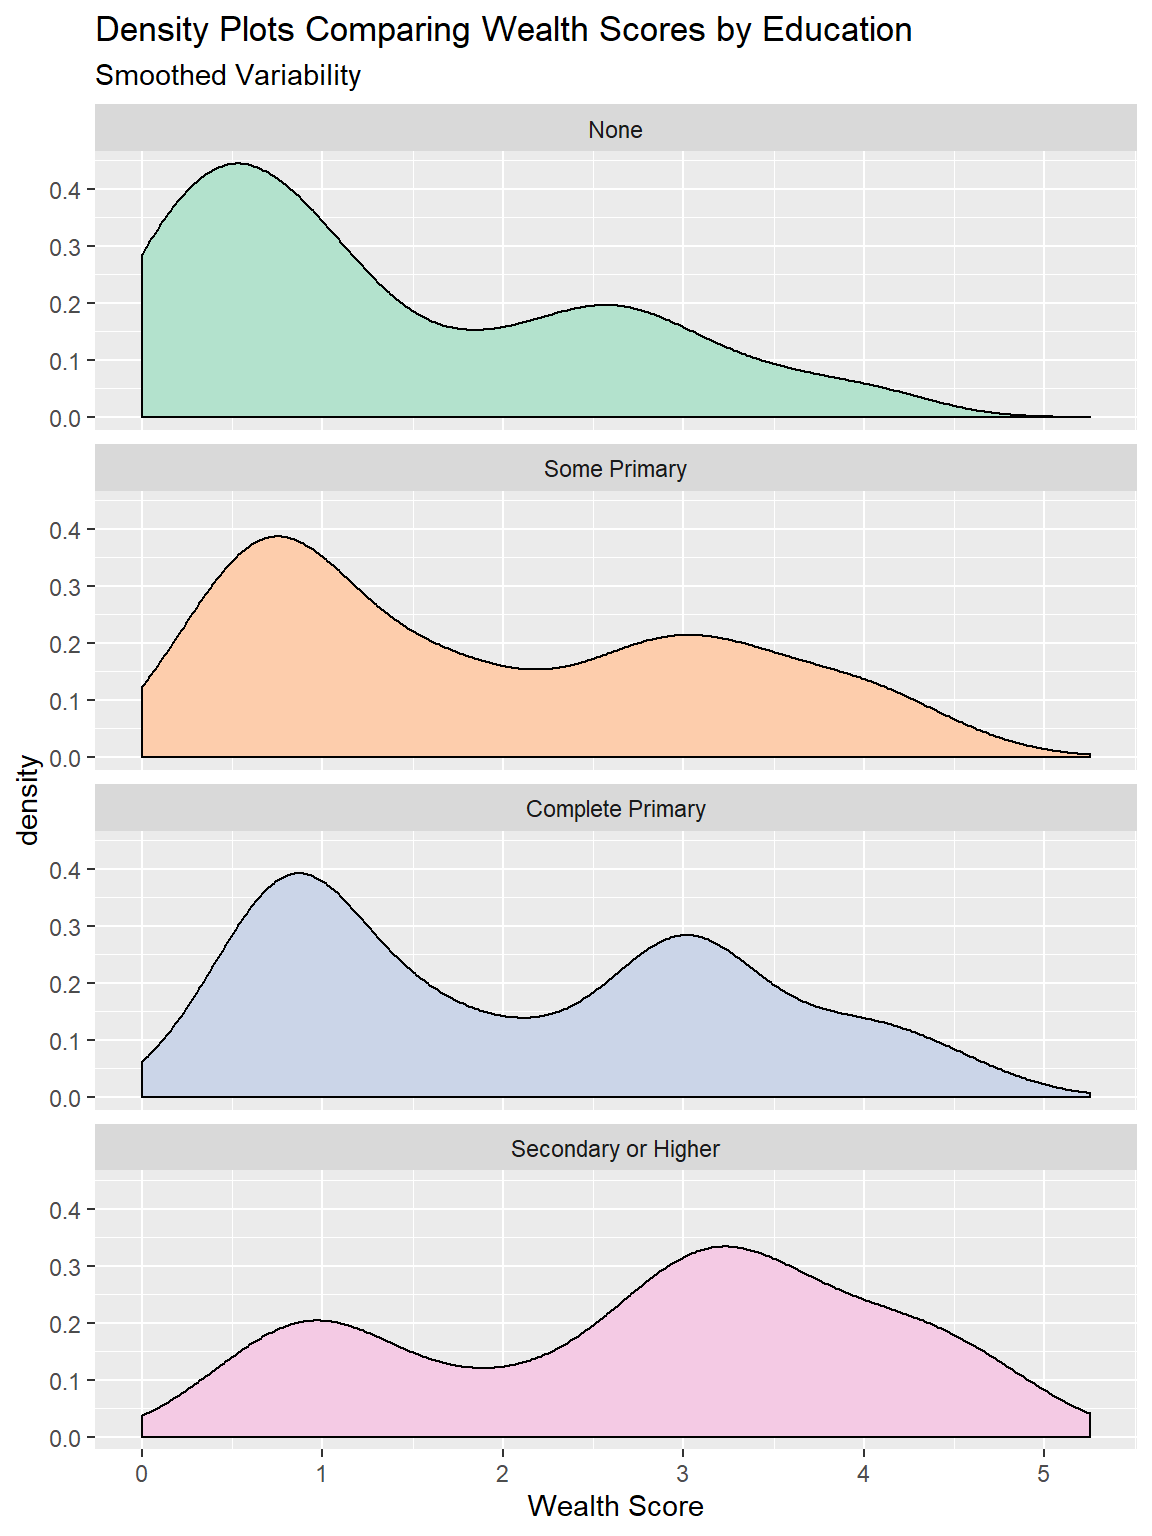 Density Plots Comparing Wealth Scores by Education
Smoothed Variability
None
0.4
0.3
0.2
0.1
0.0
Some Primary
0.4
0.3
0.2
0.1
0.0
density
Complete Primary
0.4
0.3
0.2
0.1
0.0
Secondary or Higher
0.4
0.3
0.2
0.1
0.0
0 1 2 3 4 5
Wealth Score